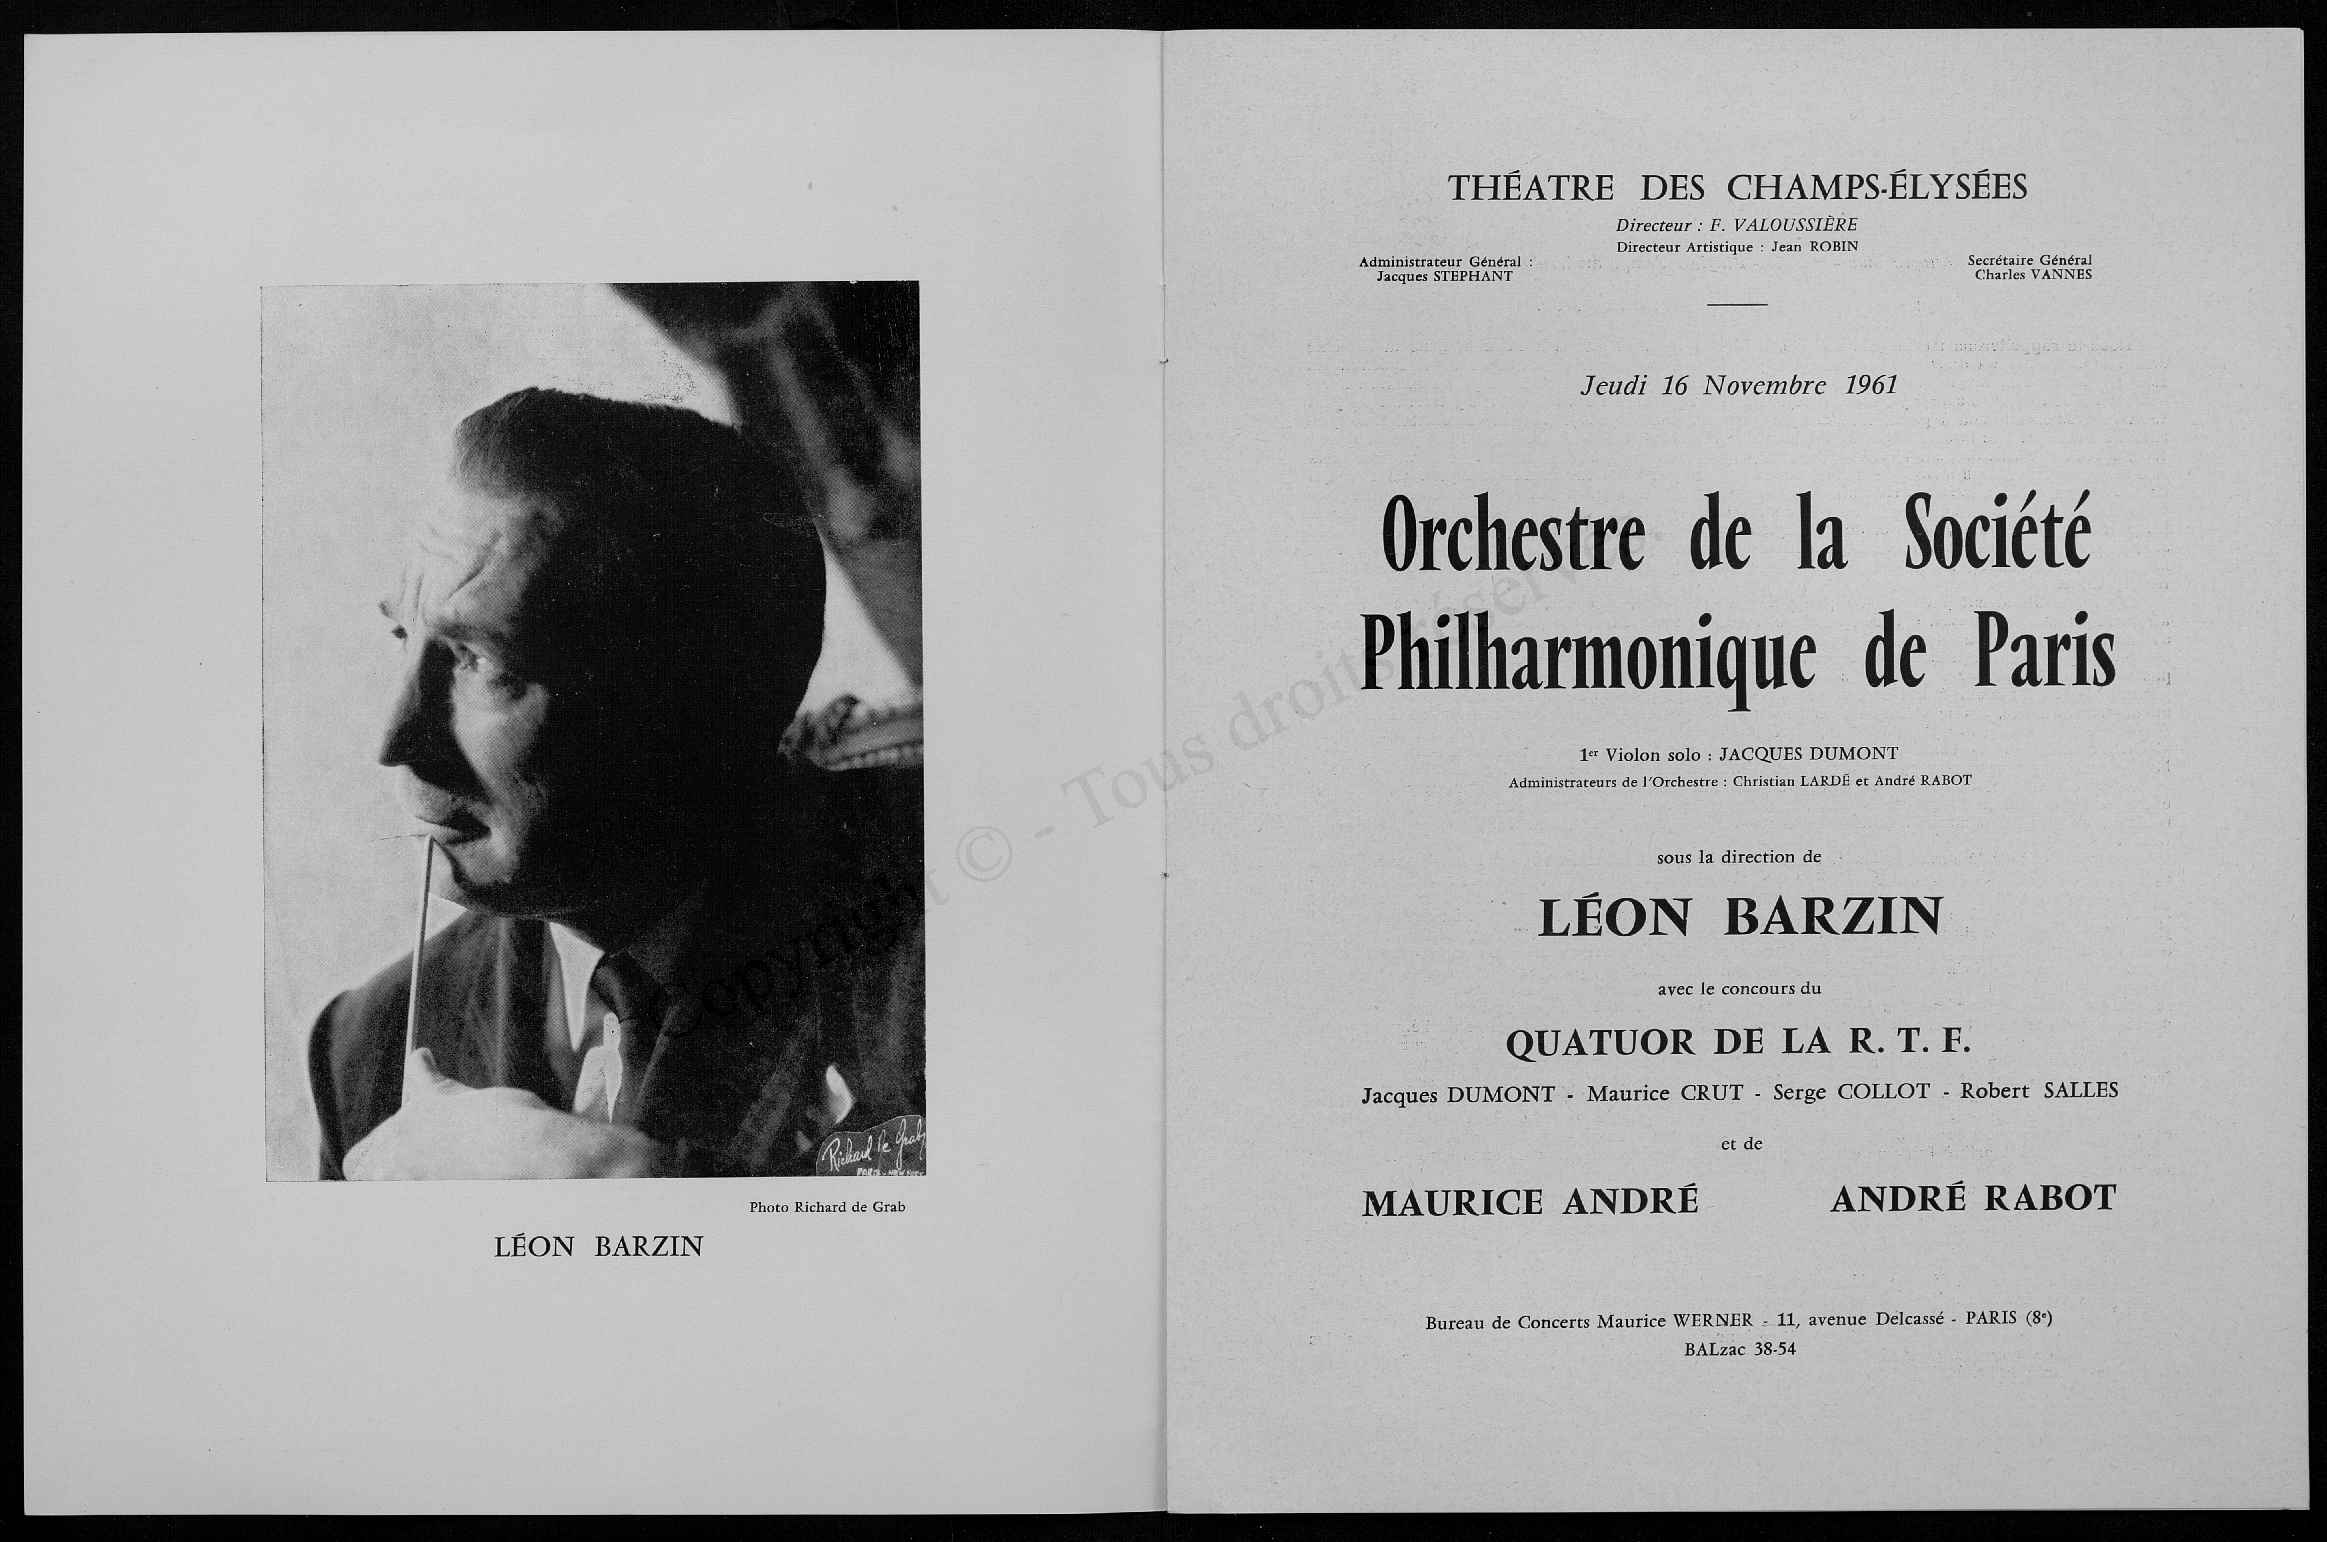 Richard de Grab
PARIS - NEW YORK
Photo Richard de Grab
LÉON BARZIN
THÉATRE DES CHAMPS-ÉLYSÉES
Directeur : F. VALOUSSIÈRE
Directeur Artistique : Jean ROBIN
Administrateur Général :
Jacques STEPHANT
Secrétaire Général
Charles VANNES
Jeudi 16 Novembre 1961
Orchestre de la Société
Philharmonique de Paris
1er Violon solo : JACQUES DUMONT
Administrateurs de l'Orchestre : Christian LARDÉ et André RABOT
sous la direction de
LÉON BARZIN
avec le concours du
QUATUOR DE LA R. T. F.
Jacques DUMONT - Maurice CRUT - Serge COLLOT - Robert SALLES
et de
MAURICE ANDRÉ ANDRÉ RABOT
Bureau de Concerts Maurice WERNER - 11, avenue Delcassé - PARIS (8e)
BALzac 38-54
Copyright © - Tous droits réservés.